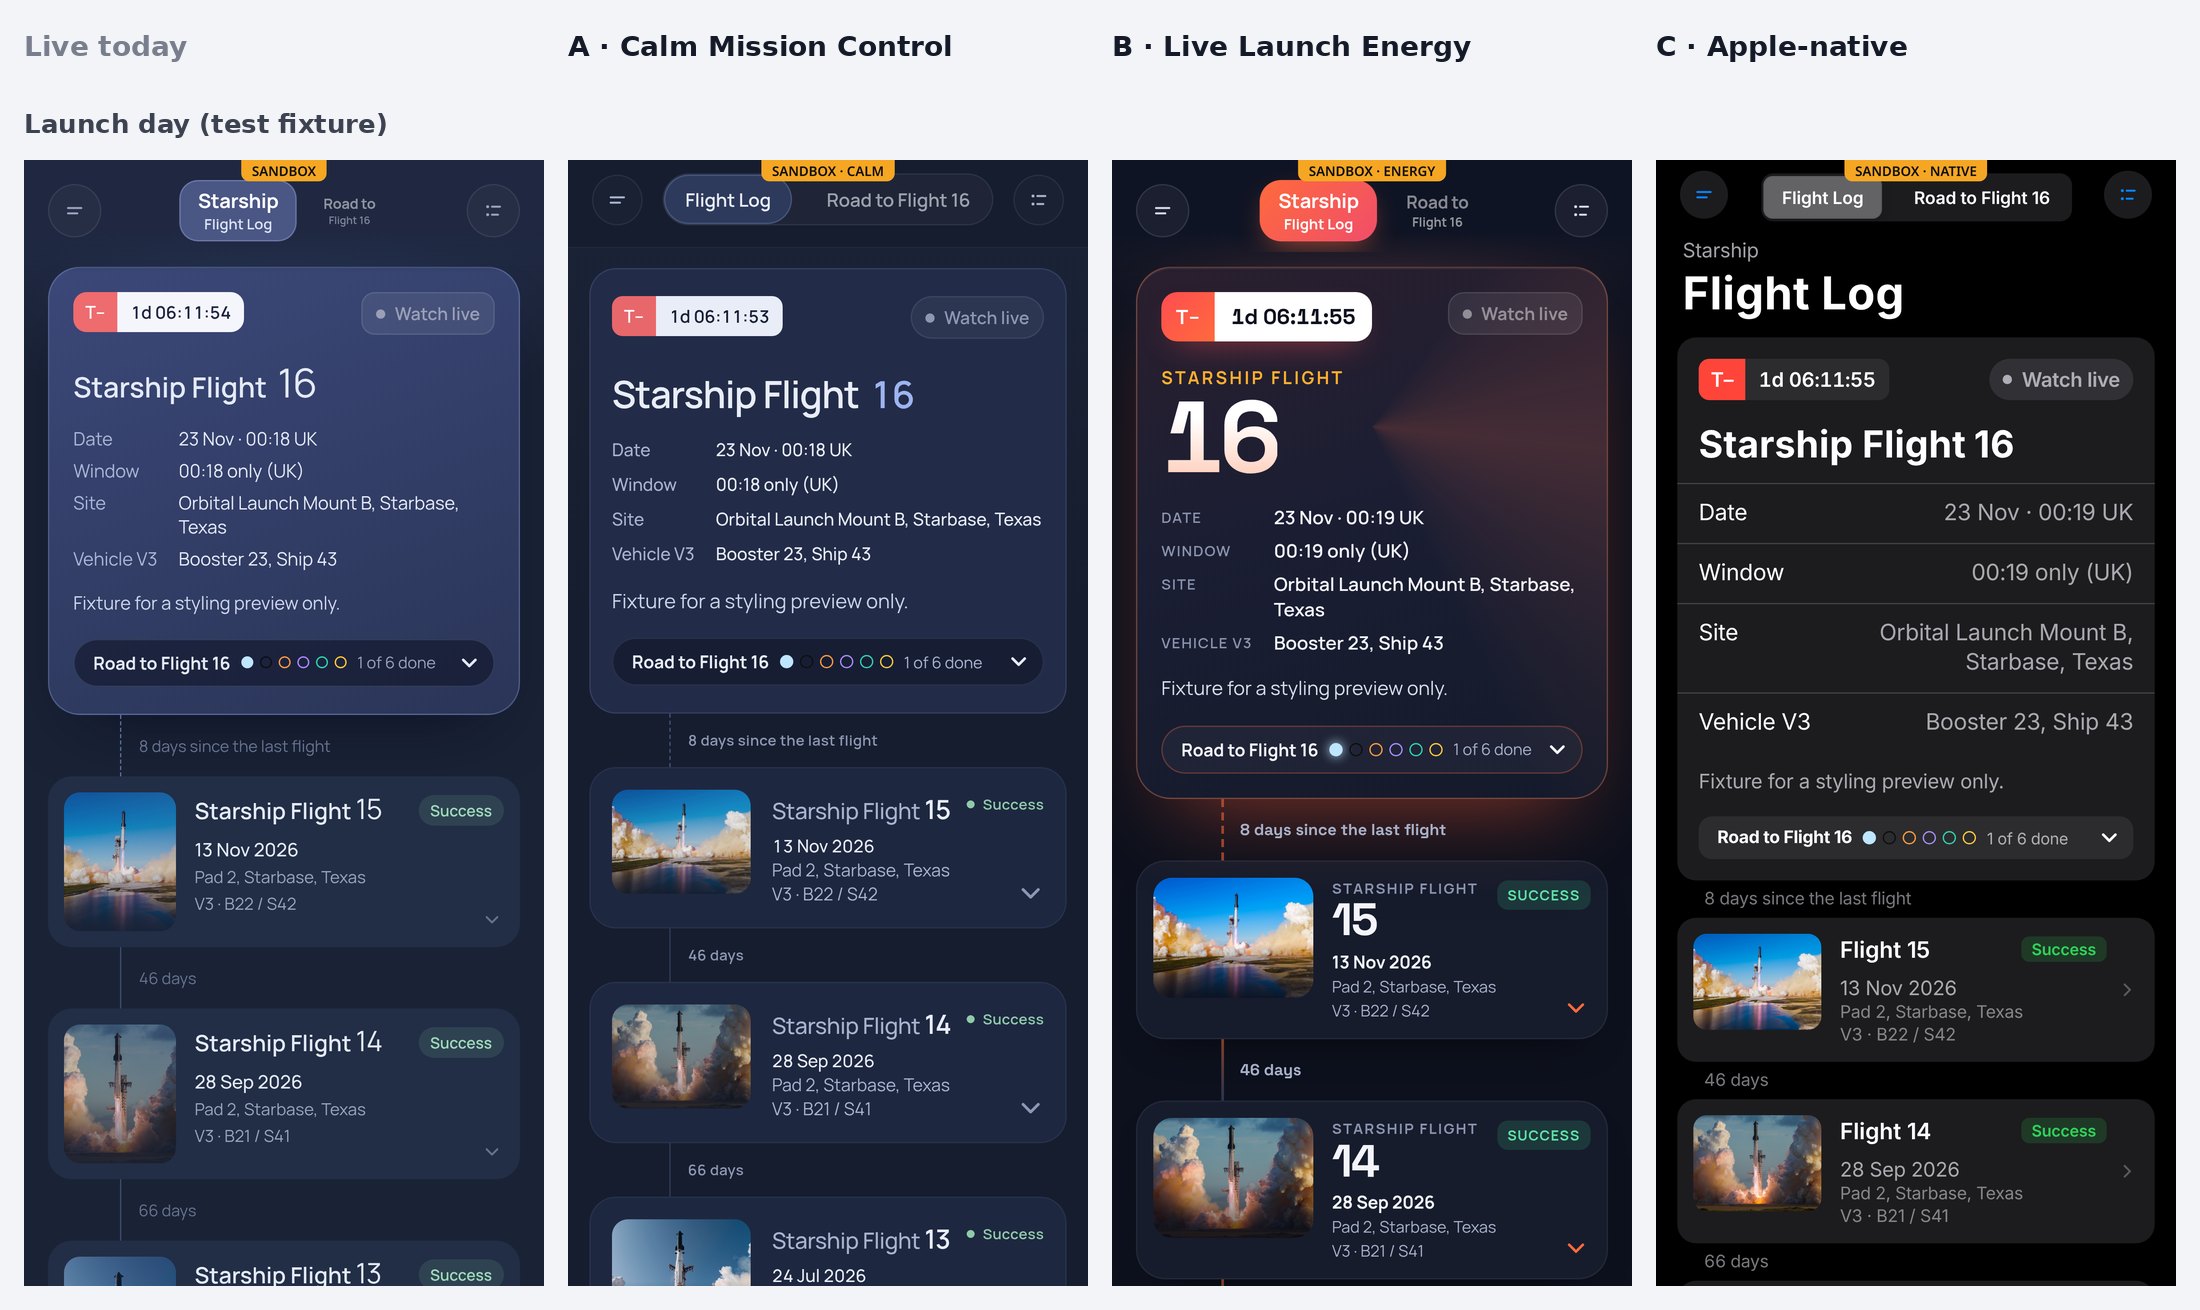 Live today
A · Calm Mission Control
B · Live Launch Energy
C · Apple-native
Launch day (test fixture)
SANDBOX
Starship
Flight Log
Road to
Flight 16
T− 1d 06:11:54
Watch live
Starship Flight 16
Date 23 Nov · 00:18 UK
Window 00:18 only (UK)
Site Orbital Launch Mount B, Starbase,
Texas
Vehicle V3 Booster 23, Ship 43
Fixture for a styling preview only.
Road to Flight 16 1 of 6 done
8 days since the last flight
Starship Flight 15 Success
13 Nov 2026
Pad 2, Starbase, Texas
V3 · B22 / S42
46 days
Starship Flight 14 Success
28 Sep 2026
Pad 2, Starbase, Texas
V3 · B21 / S41
66 days
Starship Flight 13 Success
SANDBOX · CALM
Flight Log Road to Flight 16
T− 1d 06:11:53
Watch live
Starship Flight 16
Date 23 Nov · 00:18 UK
Window 00:18 only (UK)
Site Orbital Launch Mount B, Starbase, Texas
Vehicle V3 Booster 23, Ship 43
Fixture for a styling preview only.
Road to Flight 16 1 of 6 done
8 days since the last flight
Starship Flight 15 Success
13 Nov 2026
Pad 2, Starbase, Texas
V3 · B22 / S42
46 days
Starship Flight 14 Success
28 Sep 2026
Pad 2, Starbase, Texas
V3 · B21 / S41
66 days
Starship Flight 13 Success
24 Jul 2026
SANDBOX · ENERGY
Starship
Flight Log
Road to
Flight 16
T− 1d 06:11:55
Watch live
STARSHIP FLIGHT
16
DATE 23 Nov · 00:19 UK
WINDOW 00:19 only (UK)
SITE Orbital Launch Mount B, Starbase,
Texas
VEHICLE V3 Booster 23, Ship 43
Fixture for a styling preview only.
Road to Flight 16 1 of 6 done
8 days since the last flight
STARSHIP FLIGHT SUCCESS
15
13 Nov 2026
Pad 2, Starbase, Texas
V3 · B22 / S42
46 days
STARSHIP FLIGHT SUCCESS
14
28 Sep 2026
Pad 2, Starbase, Texas
V3 · B21 / S41
SANDBOX · NATIVE
Flight Log Road to Flight 16
Starship
Flight Log
T− 1d 06:11:55
Watch live
Starship Flight 16
Date 23 Nov · 00:19 UK
Window 00:19 only (UK)
Site Orbital Launch Mount B,
Starbase, Texas
Vehicle V3 Booster 23, Ship 43
Fixture for a styling preview only.
Road to Flight 16 1 of 6 done
8 days since the last flight
Flight 15 Success
13 Nov 2026
Pad 2, Starbase, Texas
V3 · B22 / S42
46 days
Flight 14 Success
28 Sep 2026
Pad 2, Starbase, Texas
V3 · B21 / S41
66 days